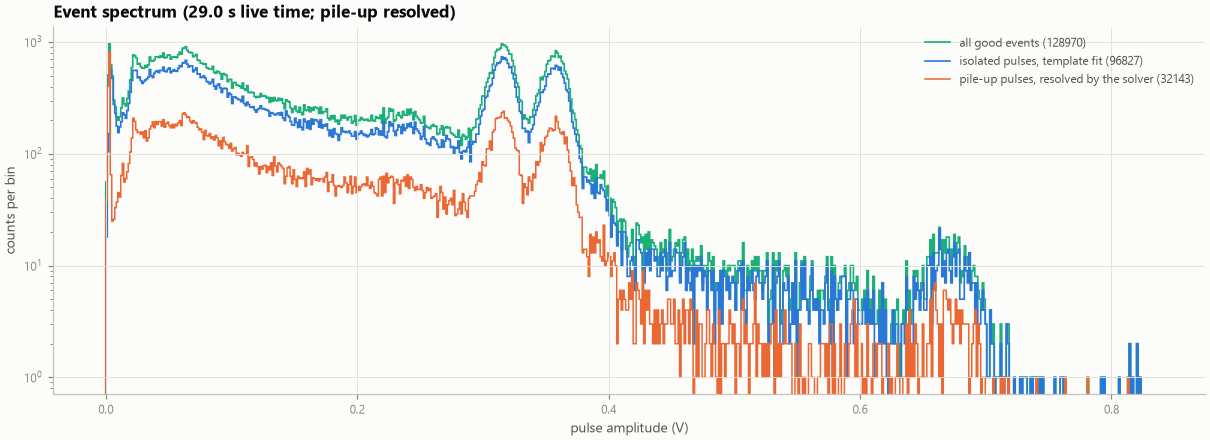 Event spectrum (29.0 s live time; pile-up resolved)
all good events (128970)
isolated pulses, template fit (96827)
pile-up pulses, resolved by the solver (32143)
counts per bin
10³
10²
10¹
10⁰
0.0 0.2 0.4 0.6 0.8
pulse amplitude (V)